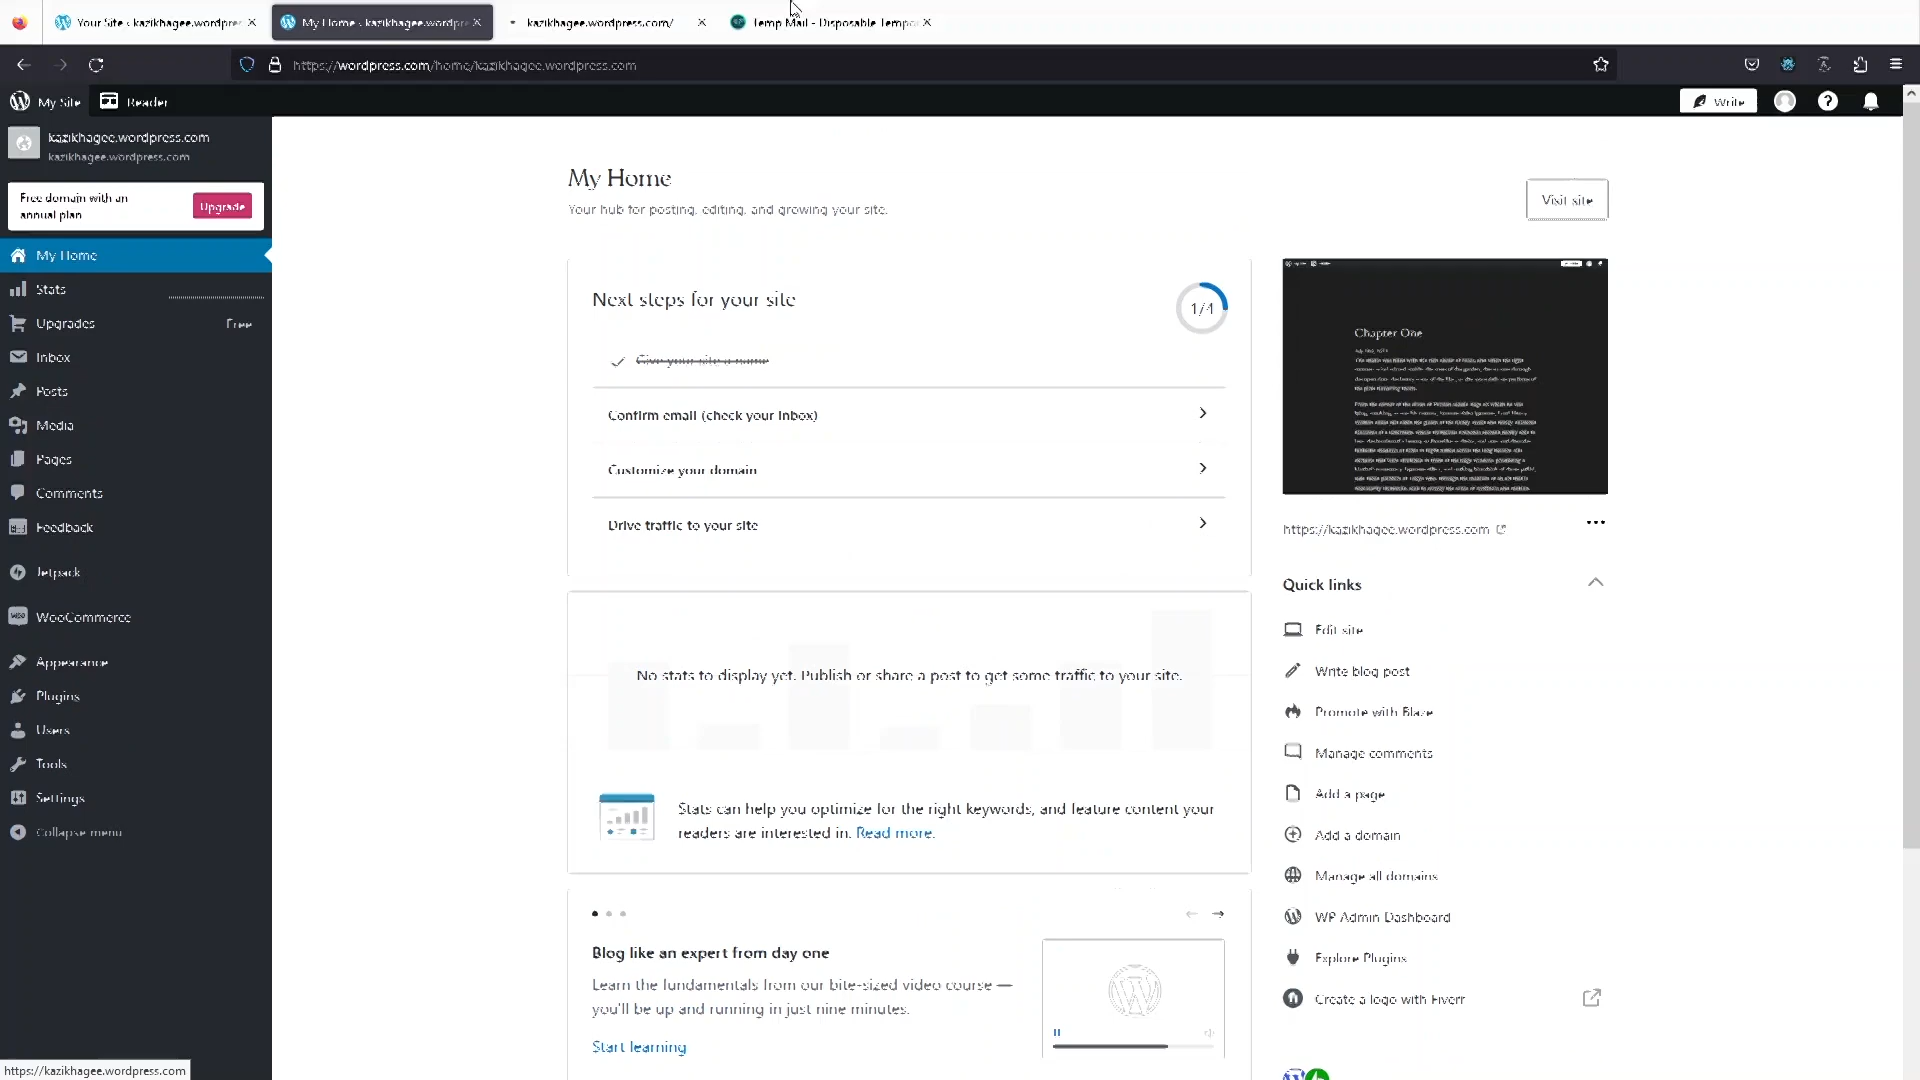 Your Site ‹ kazikhagee.wordpre
My Home ‹ kazikhagee.wordpr
kazikhagee.wordpress.com/
Temp Mail - Disposable Tempo
https://wordpress.com/home/kazikhagee.wordpress.com
My Site
Reader
Write
kazikhagee.wordpress.com
kazikhagee.wordpress.com
Free domain with an
annual plan
Upgrade
My Home
Stats
Upgrades
Free
Inbox
Posts
Media
Pages
Comments
Feedback
Jetpack
WooCommerce
Appearance
Plugins
Users
Tools
Settings
Collapse menu
https://kazikhagee.wordpress.com
My Home
Your hub for posting, editing, and growing your site.
Visit site
Next steps for your site
1/4
Give your site a name
Confirm email (check your inbox)
Customize your domain
Drive traffic to your site
No stats to display yet. Publish or share a post to get some traffic to your site.
Stats can help you optimize for the right keywords, and feature content your
readers are interested in. Read more.
Blog like an expert from day one
Learn the fundamentals from our bite-sized video course —
you'll be up and running in just nine minutes.
Start learning
Chapter One
https://kazikhagee.wordpress.com
Quick links
Edit site
Write blog post
Promote with Blaze
Manage comments
Add a page
Add a domain
Manage all domains
WP Admin Dashboard
Explore Plugins
Create a logo with Fiverr